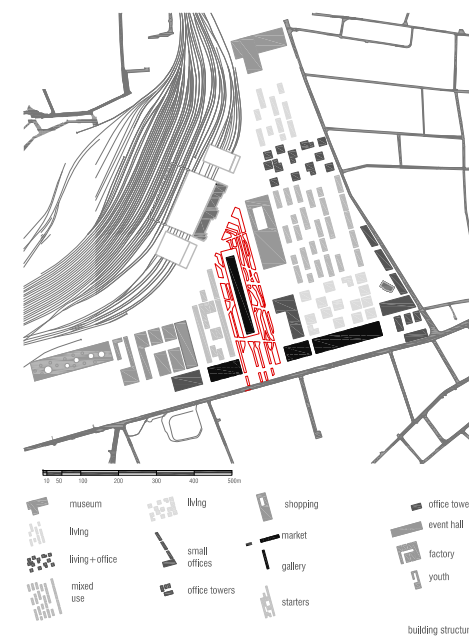 10 50 100 200 300 400 500m
museum
livIng
shopping
office towe
livIng
event hall
living+office
small
offices
market
gallery
factory
mixed
use
office towers
youth
starters
building structur